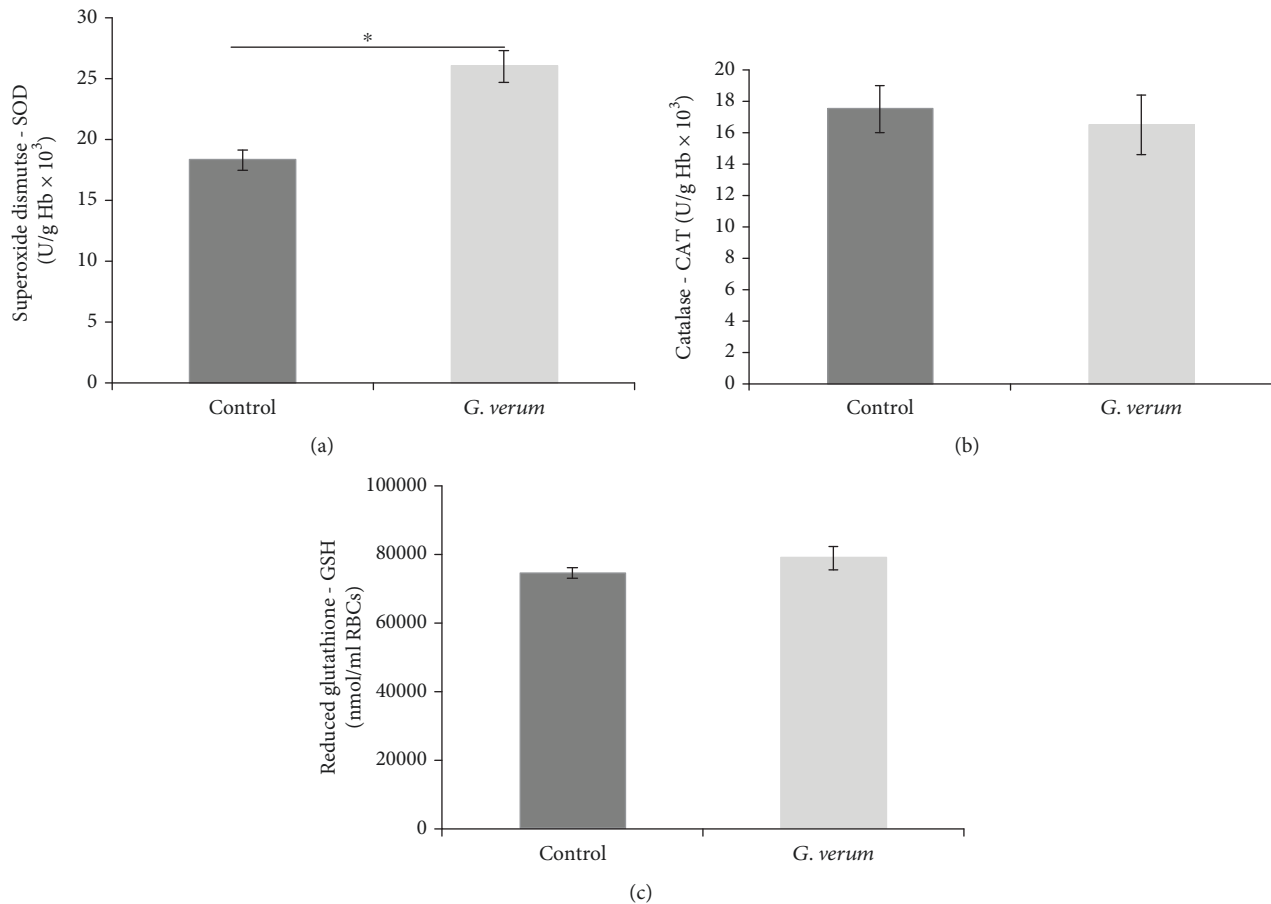 30
25
20
15
10
5
0
Superoxide dismutse - SOD
(U/g Hb × 10³)
*
Control
G. verum
(a)
20
18
16
14
12
10
8
6
4
2
0
Catalase - CAT (U/g Hb × 10³)
Control
G. verum
(b)
100000
80000
60000
40000
20000
0
Reduced glutathione - GSH
(nmol/ml RBCs)
Control
G. verum
(c)